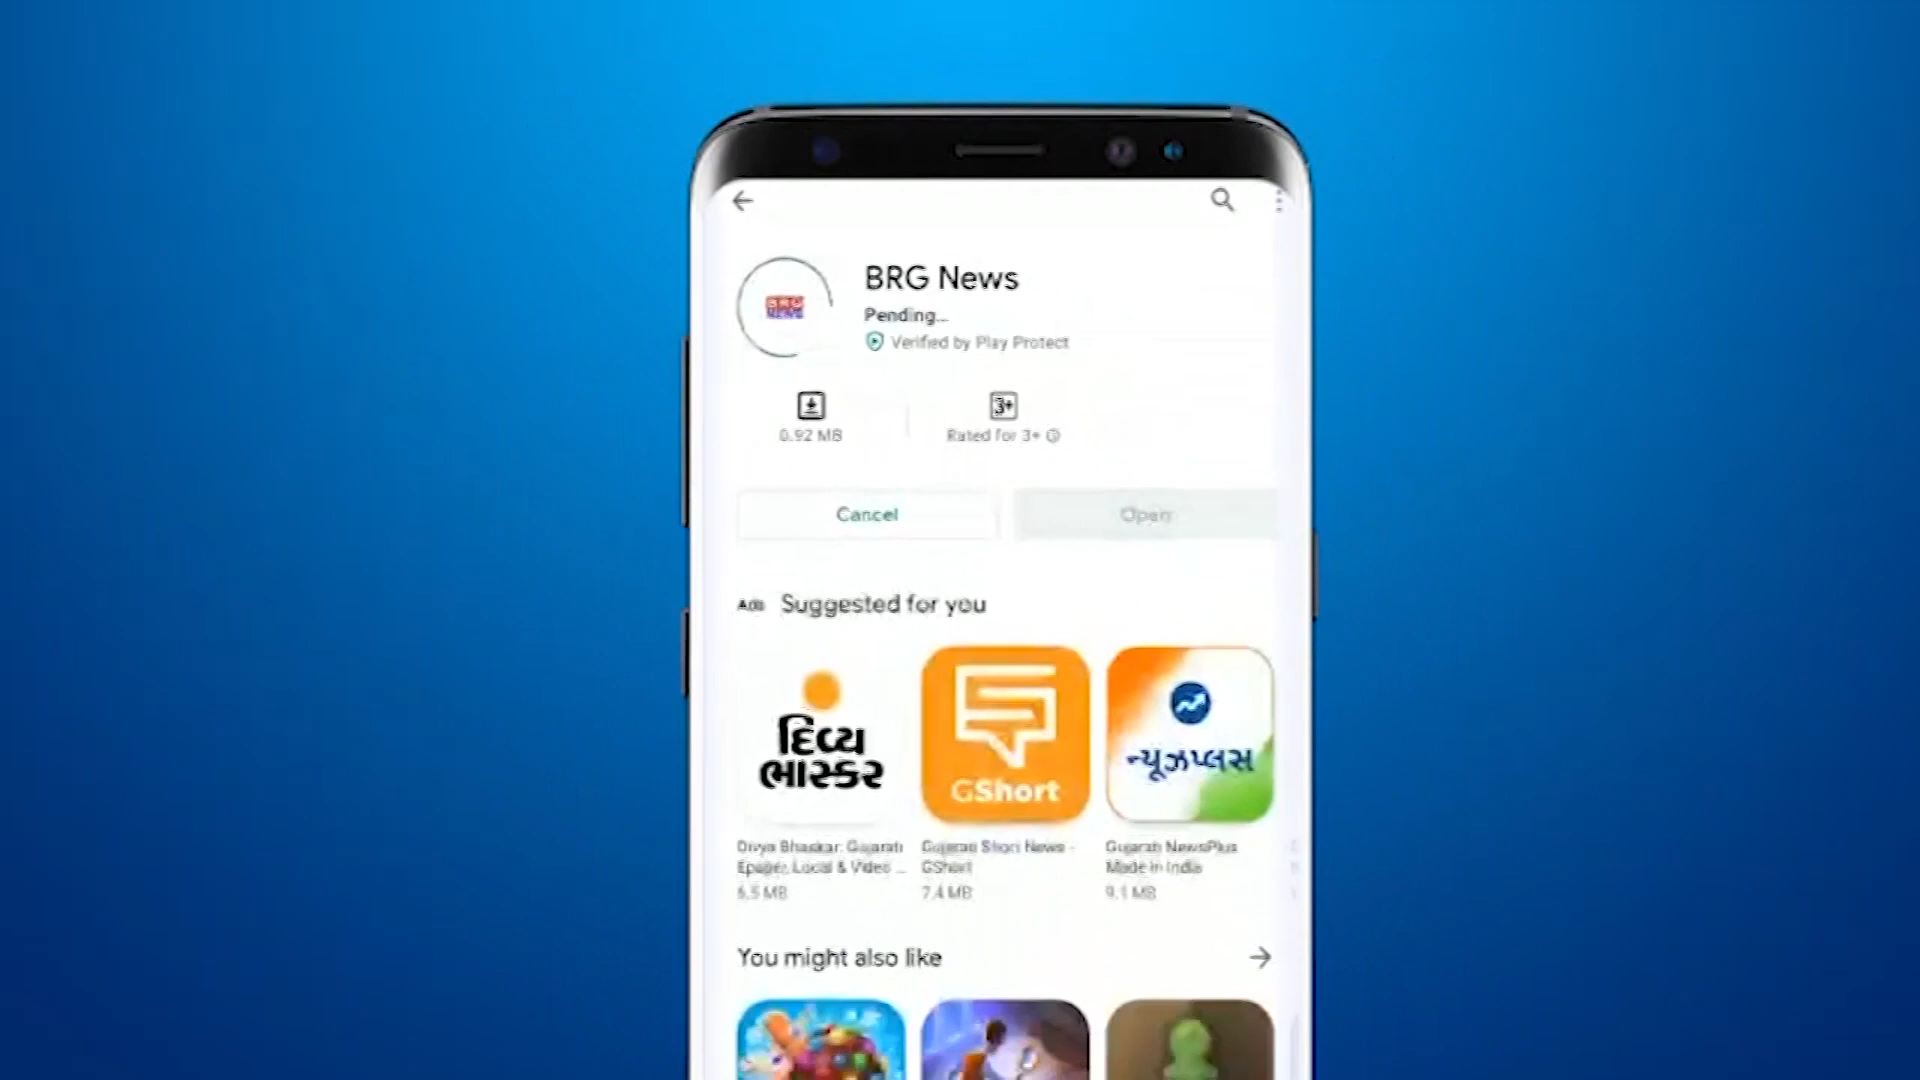 BRG News
BRG
NEWS
Pending...
Verified by Play Protect
3+
0.92 MB
Rated for 3+
Cancel
Open
Ads Suggested for you
દિવ્ય
ભાસ્કર
GShort
ન્યૂઝપ્લસ
Divya Bhaskar: Gujarati
Epaper, Local & Video ...
6.5 MB
Gujarati Short News -
GShort
7.4 MB
Gujarati NewsPlus
Made in India
9.1 MB
You might also like